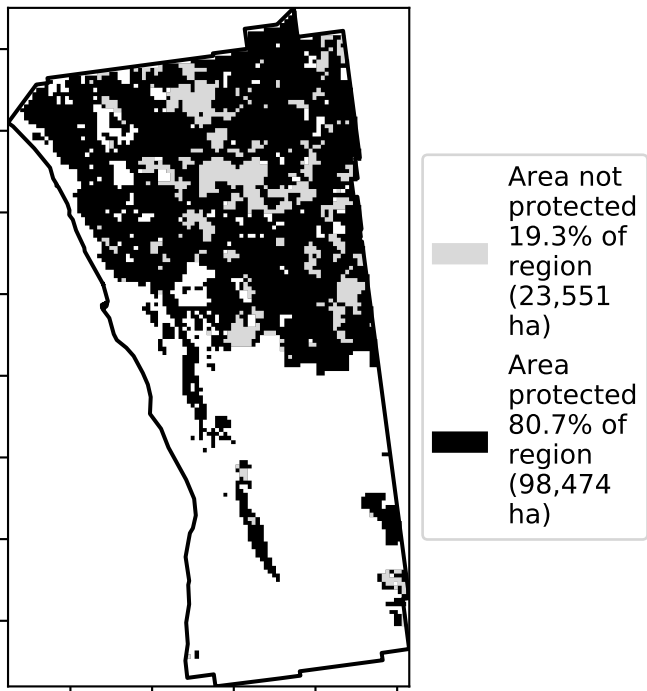 Area not
protected
19.3% of
region
(23,551
ha)
Area
protected
80.7% of
region
(98,474
ha)